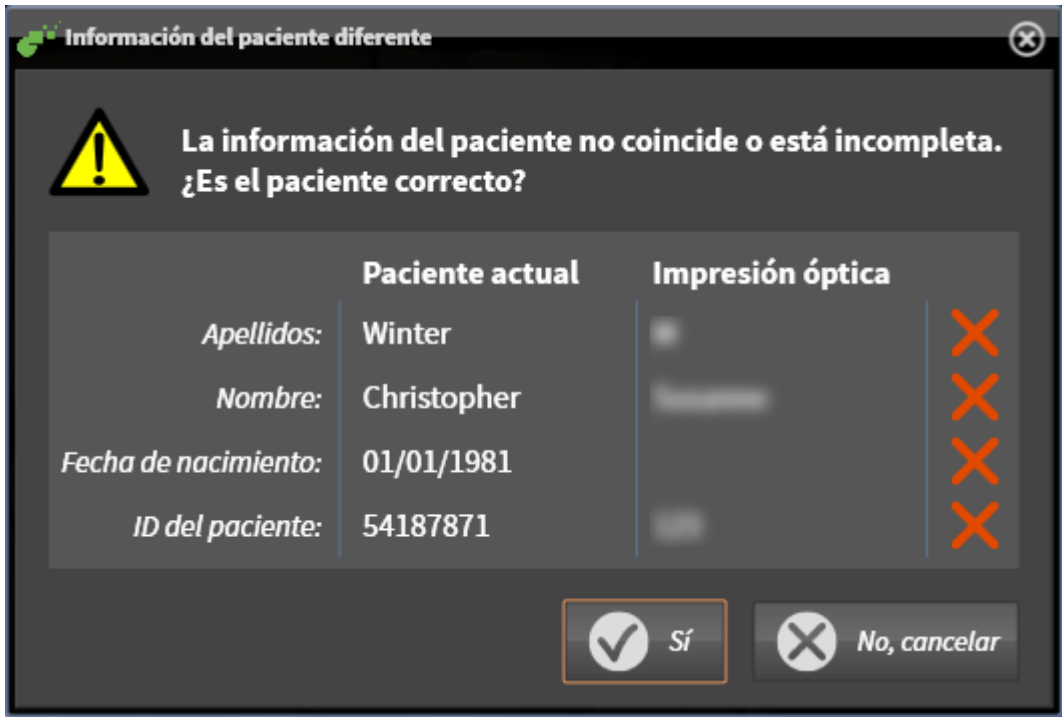 Información del paciente diferente
La información del paciente no coincide o está incompleta.
¿Es el paciente correcto?
Paciente actual Impresión óptica
Apellidos: Winter
Nombre: Christopher
Fecha de nacimiento: 01/01/1981
ID del paciente: 54187871
Sí No, cancelar